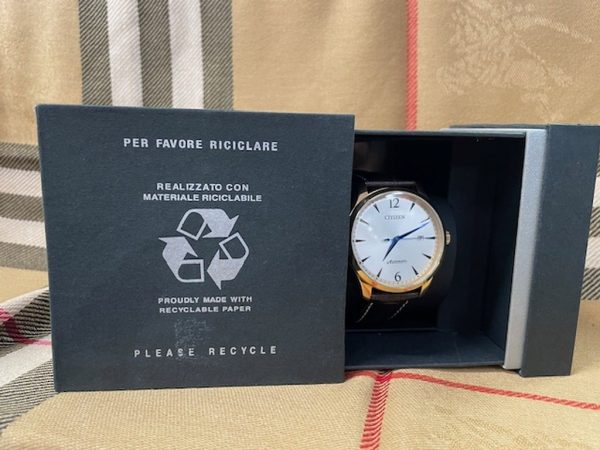 PER FAVORE RICICLARE
REALIZZATO CON
MATERIALE RICICLABILE
PROUDLY MADE WITH
RECYCLABLE PAPER
PLEASE RECYCLE
12
CITIZEN
Automatic
6